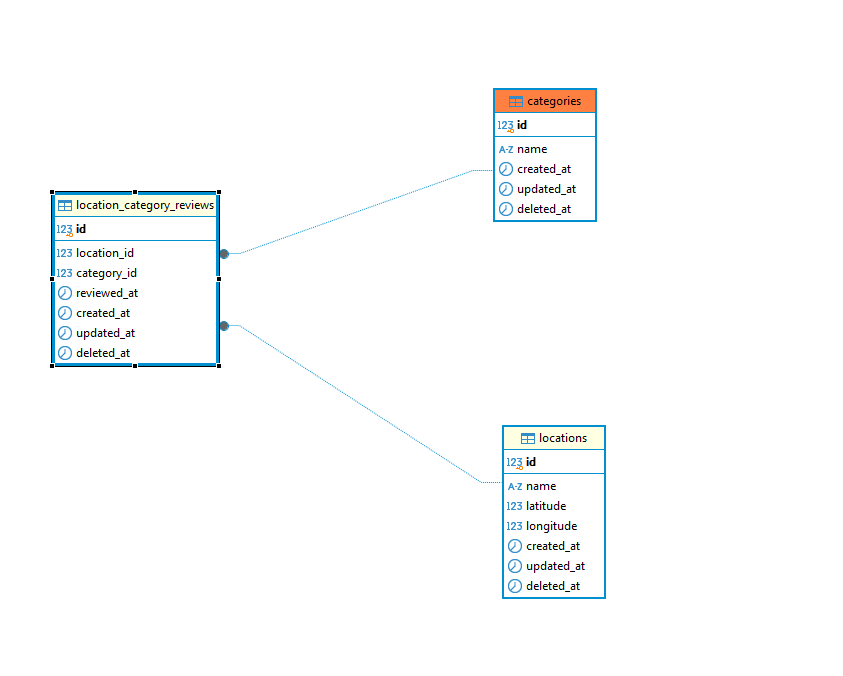 categories
123 id
A-Z name
created_at
updated_at
deleted_at
location_category_reviews
123 id
123 location_id
123 category_id
reviewed_at
created_at
updated_at
deleted_at
locations
123 id
A-Z name
123 latitude
123 longitude
created_at
updated_at
deleted_at